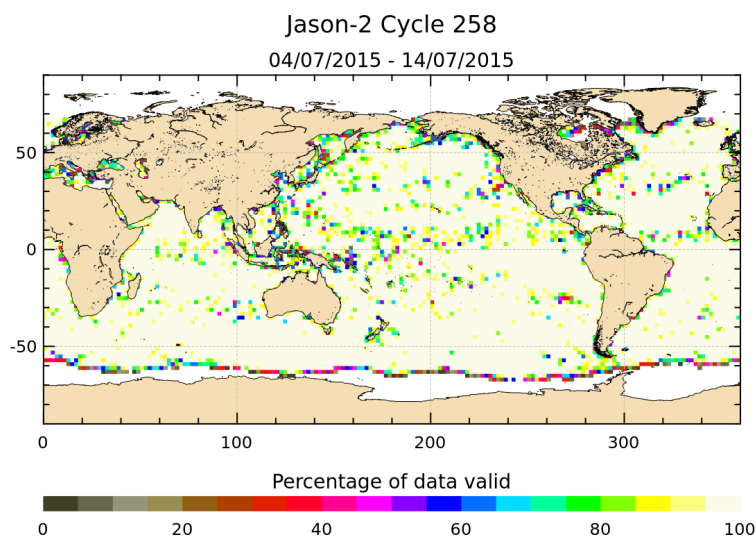 Jason-2 Cycle 258
04/07/2015 - 14/07/2015
50
0
-50
0 100 200 300
Percentage of data valid
0 20 40 60 80 100